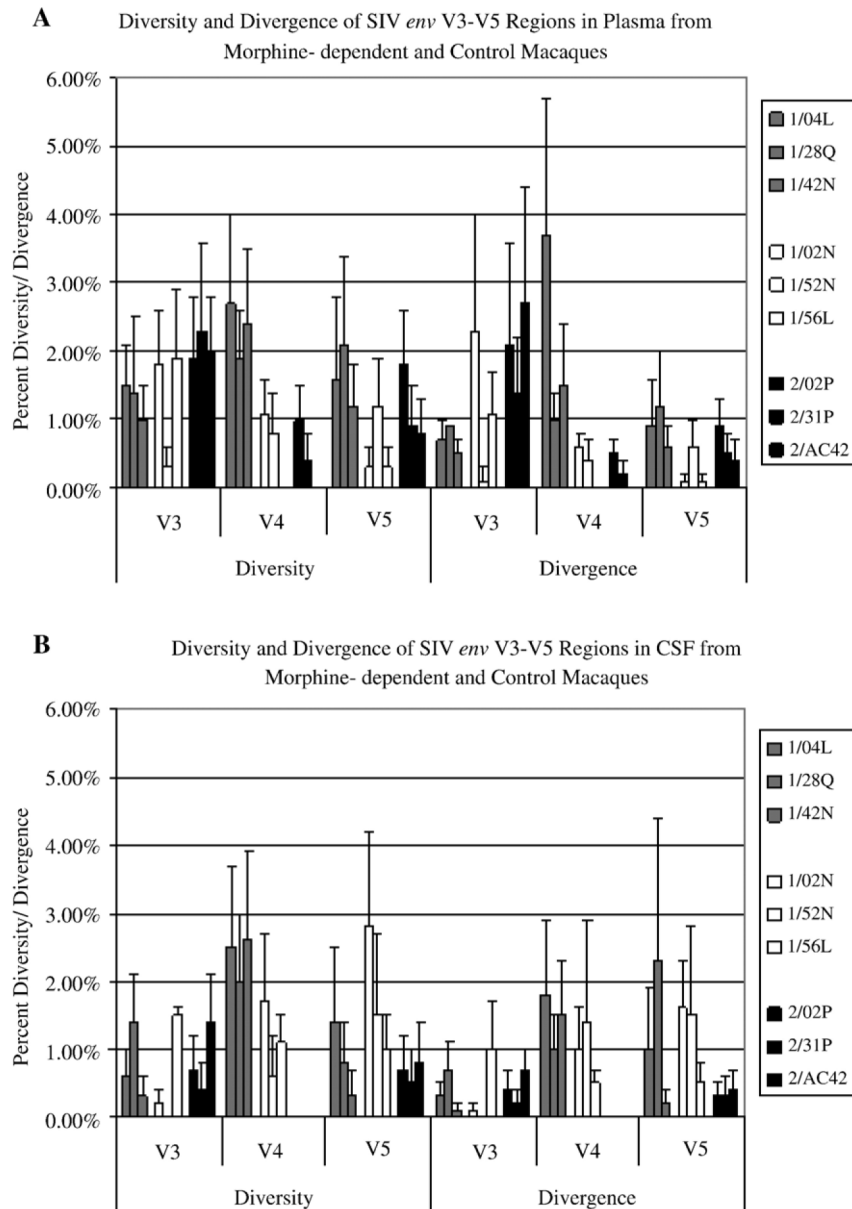 A
Diversity and Divergence of SIV env V3-V5 Regions in Plasma from
Morphine- dependent and Control Macaques
Percent Diversity/ Divergence
6.00%
5.00%
4.00%
3.00%
2.00%
1.00%
0.00%
V3
V4
V5
V3
V4
V5
Diversity
Divergence
1/04L
1/28Q
1/42N
1/02N
1/52N
1/56L
2/02P
2/31P
2/AC42
B
Diversity and Divergence of SIV env V3-V5 Regions in CSF from
Morphine- dependent and Control Macaques
Percent Diversity/ Divergence
6.00%
5.00%
4.00%
3.00%
2.00%
1.00%
0.00%
V3
V4
V5
V3
V4
V5
Diversity
Divergence
1/04L
1/28Q
1/42N
1/02N
1/52N
1/56L
2/02P
2/31P
2/AC42